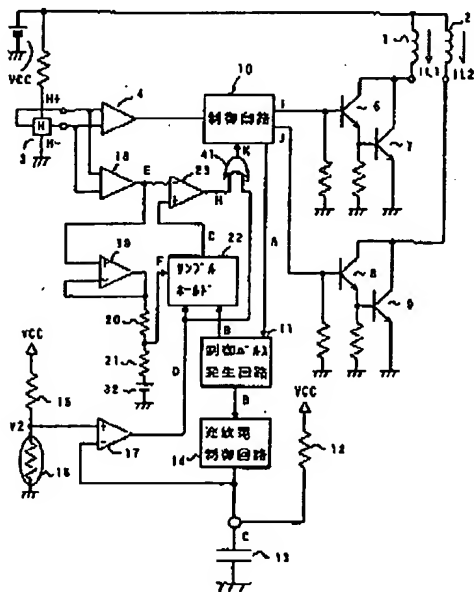 2
1
VCC
IL1
IL2
10
制御回路
I
J
K
4
6
7
H+
H-
H
3
18
E
23
41
H
C
A
19
22
サンプル
ホールド
F
8
9
20
21
32
D
B
11
制御パルス
発生回路
B
VCC
15
V2
16
17
充放電
制御回路
14
VCC
12
C
13